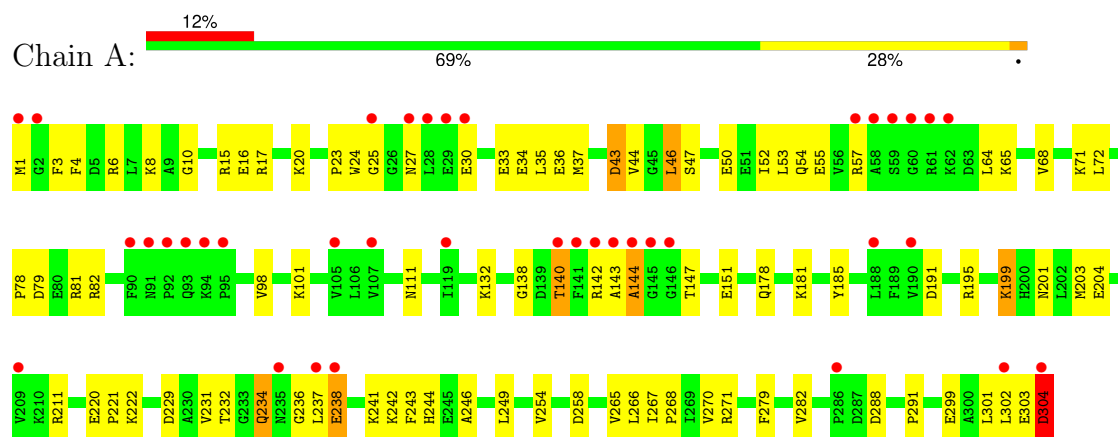 12%
Chain A:
69% 28% •
M1 G2 F3 F4 D5 R6 L7 K8 A9 G10 R15 E16 R17 K20 P23 W24 G25 G26 N27 L28 E29 E30 E33 E34 L35 E36 M37 D43 V44 G45 L46 S47 E50 E51 I52 L53 Q54 E55 V56 R57 A58 S59 G60 R61 K62 D63 L64 K65 V68 K71 L72
P78 D79 E80 R81 R82 F90 N91 P92 Q93 K94 P95 V98 K101 V105 L106 V107 N111 I119 K132 G138 D139 T140 F141 R142 A143 A144 G145 G146 T147 E151 Q178 K181 Y185 L188 F189 V190 D191 R195 K199 H200 N201 L202 M203 E204
V209 K210 R211 E220 P221 K222 D229 A230 V231 T232 G233 Q234 N235 G236 L237 E238 K241 K242 F243 H244 E245 A246 L249 V254 D258 V265 L266 I267 P268 I269 V270 R271 F279 V282 P286 D287 D288 P291 E299 A300 L301 L302 E303 D304